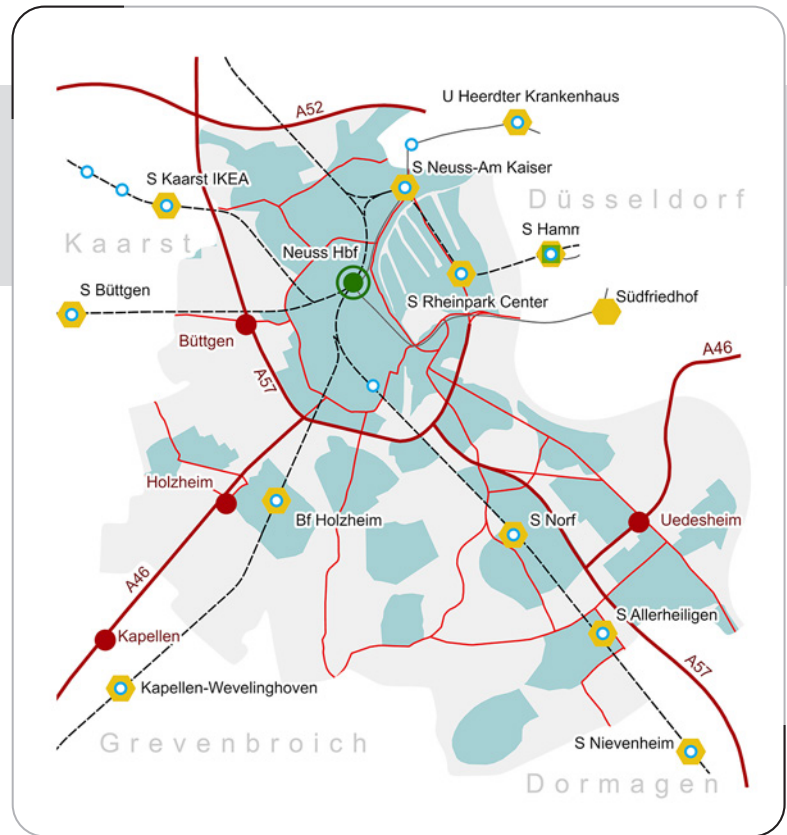 A52
U Heerdter Krankenhaus
S Neuss-Am Kaiser
S Kaarst IKEA
Düsseldorf
S Hamm
Kaarst
Neuss Hbf
S Büttgen
S Rheinpark Center
Südfriedhof
Büttgen
A46
A57
Holzheim
Bf Holzheim
S Norf
Uedesheim
A46
S Allerheiligen
Kapellen
A57
Kapellen-Wevelinghoven
Grevenbroich
S Nievenheim
Dormagen